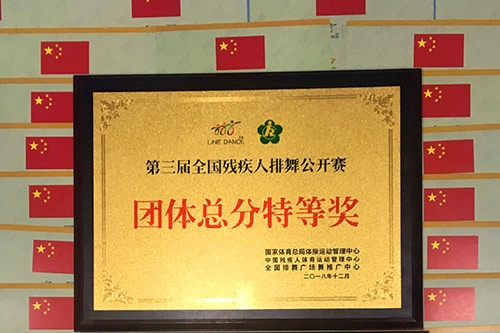 LINE DANCE
第三届全国残疾人排舞公开赛
团体总分特等奖
国家体育总局体操运动管理中心
中国残疾人体育运动管理中心
全国排舞广场舞推广中心
二〇一八年十二月